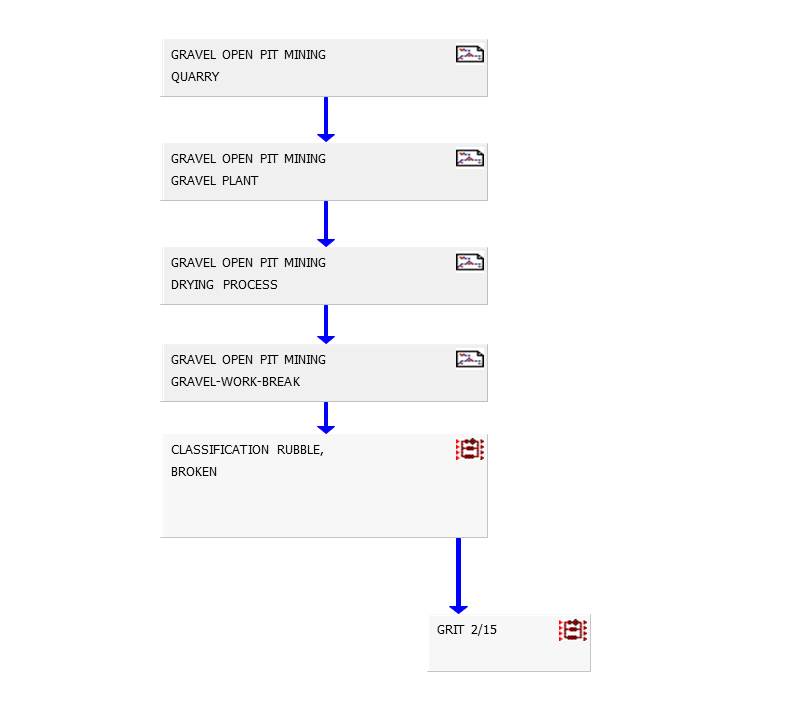 GRAVEL OPEN PIT MINING
QUARRY
GRAVEL OPEN PIT MINING
GRAVEL PLANT
GRAVEL OPEN PIT MINING
DRYING PROCESS
GRAVEL OPEN PIT MINING
GRAVEL-WORK-BREAK
CLASSIFICATION RUBBLE,
BROKEN
GRIT 2/15